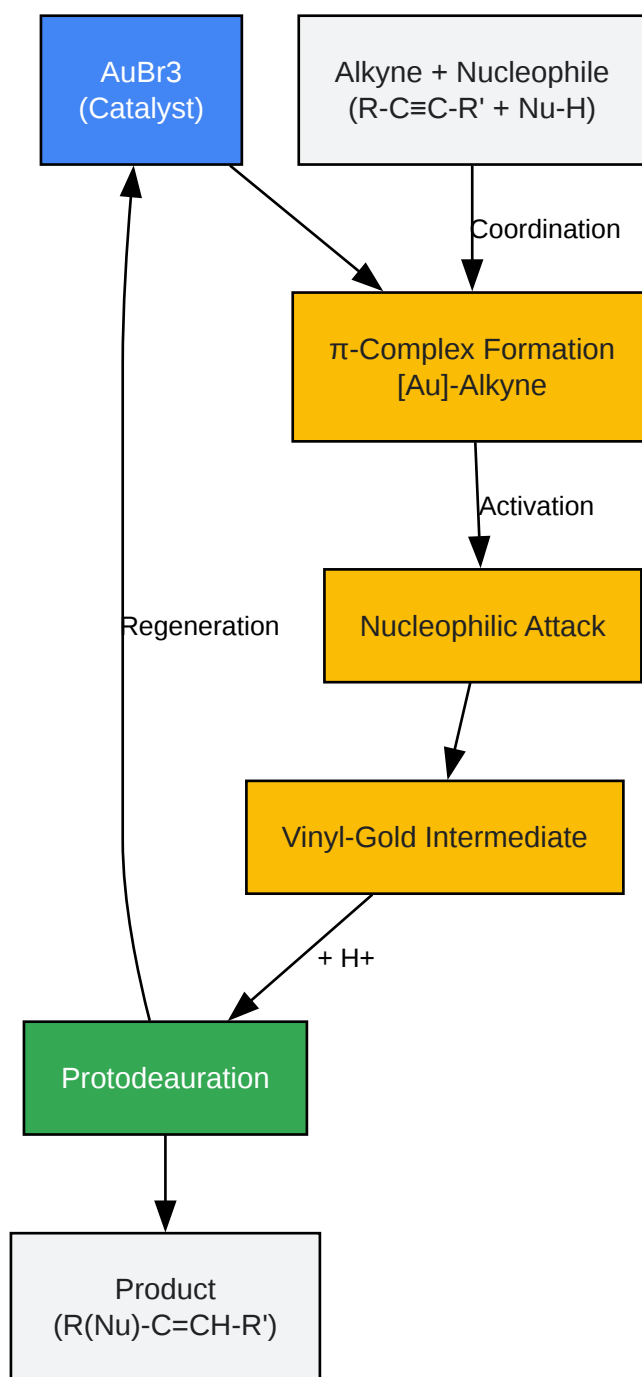 AuBr3
(Catalyst)
Alkyne + Nucleophile
(R-C≡C-R' + Nu-H)
Coordination
π-Complex Formation
[Au]-Alkyne
Activation
Nucleophilic Attack
Regeneration
Vinyl-Gold Intermediate
+ H+
Protodeauration
Product
(R(Nu)-C=CH-R')